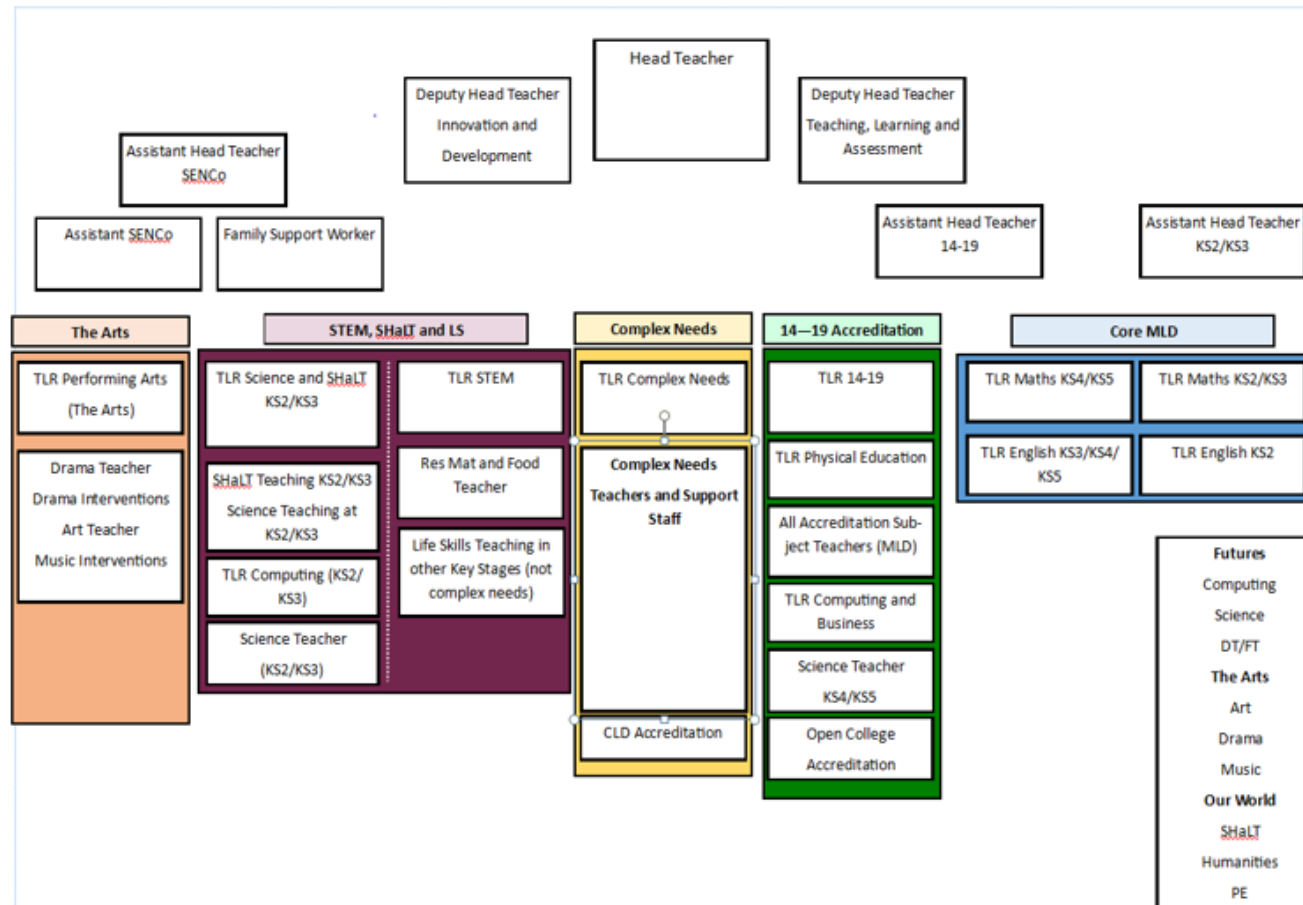 Head Teacher
Deputy Head Teacher
Innovation and
Development
Deputy Head Teacher
Teaching, Learning and
Assessment
Assistant Head Teacher
SENCo
Assistant SENCo
Family Support Worker
Assistant Head Teacher
14-19
Assistant Head Teacher
KS2/KS3
The Arts
TLR Performing Arts
(The Arts)
Drama Teacher
Drama Interventions
Art Teacher
Music Interventions
STEM, SHaLT and LS
TLR Science and SHaLT
KS2/KS3
SHaLT Teaching KS2/KS3
Science Teaching at
KS2/KS3
TLR Computing (KS2/
KS3)
Science Teacher
(KS2/KS3)
TLR STEM
Res Mat and Food
Teacher
Life Skills Teaching in
other Key Stages (not
complex needs)
Complex Needs
TLR Complex Needs
Complex Needs
Teachers and Support
Staff
CLD Accreditation
14—19 Accreditation
TLR 14-19
TLR Physical Education
All Accreditation Sub-
ject Teachers (MLD)
TLR Computing and
Business
Science Teacher
KS4/KS5
Open College
Accreditation
Core MLD
TLR Maths KS4/KS5
TLR Maths KS2/KS3
TLR English KS3/KS4/
KS5
TLR English KS2
Futures
Computing
Science
DT/FT
The Arts
Art
Drama
Music
Our World
SHaLT
Humanities
PE